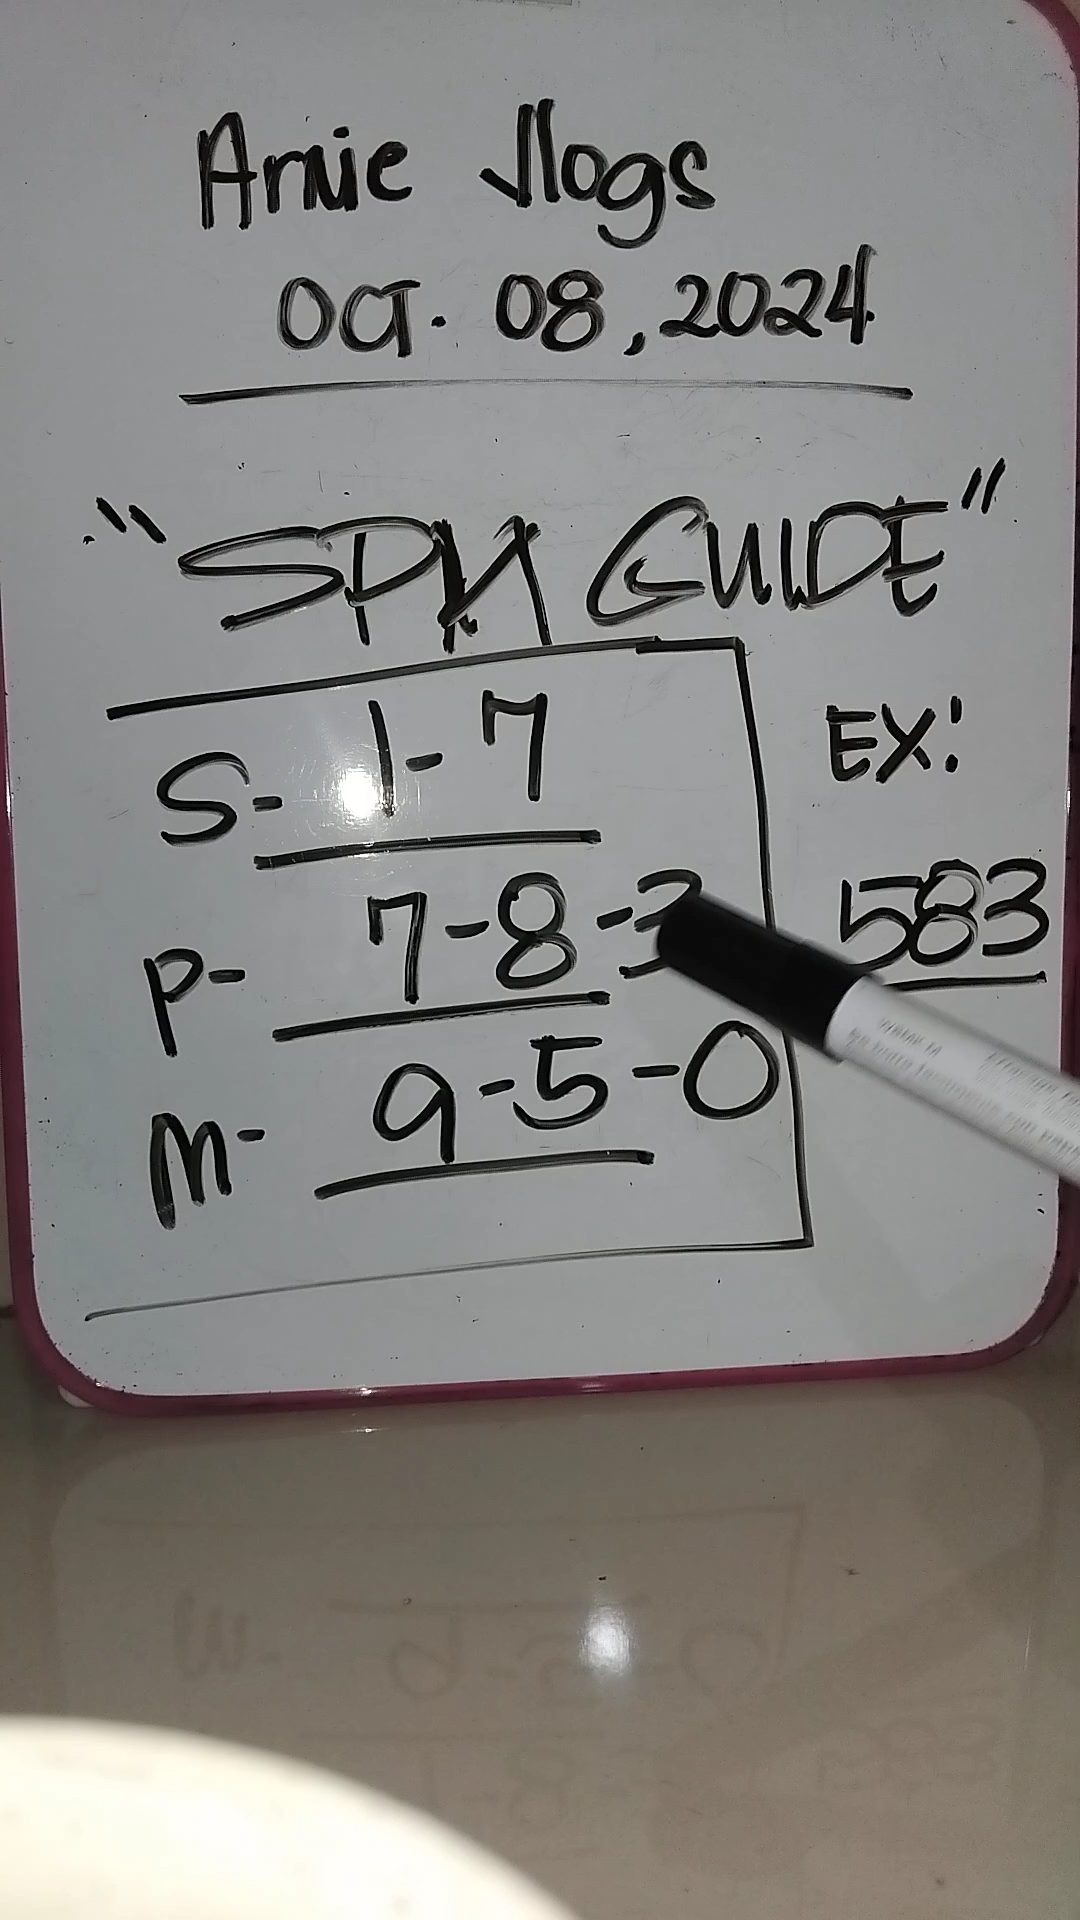 Arnie Vlogs
OCT. 08, 2024
"SPM GUIDE"
S- 1-7
EX:
P- 7-8-3
583
M- 9-5-0